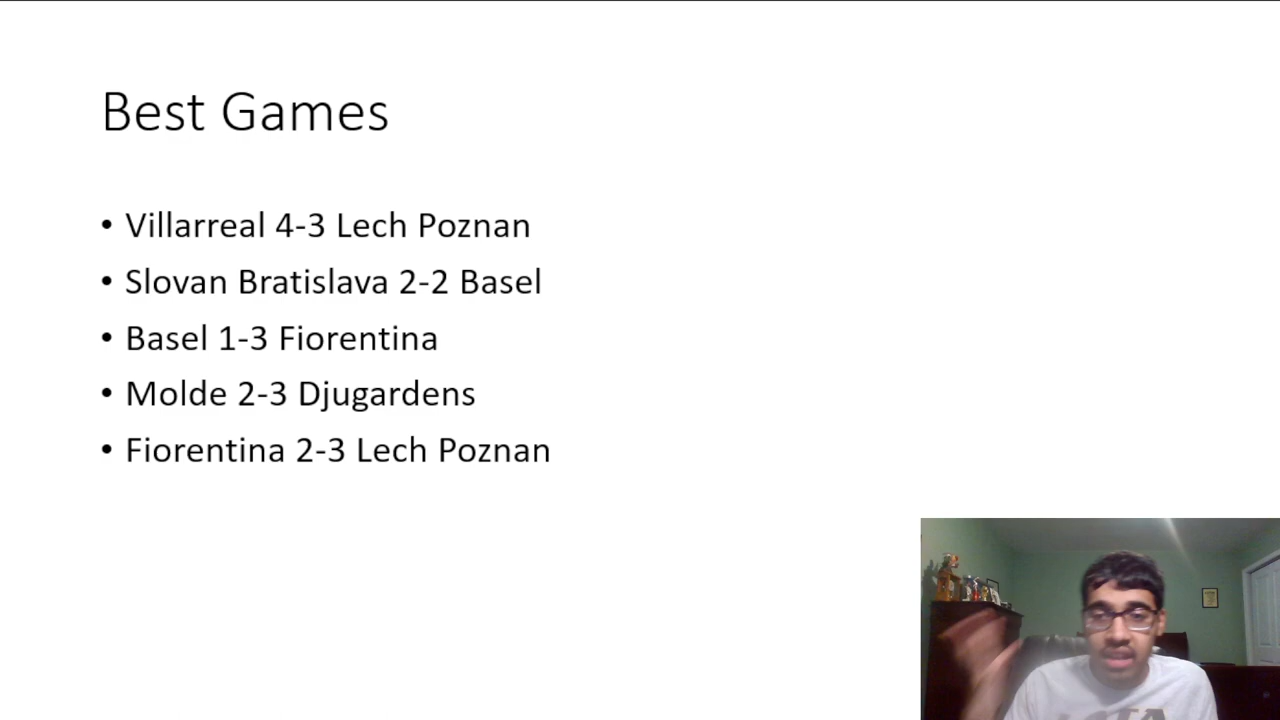 Best Games
• Villarreal 4-3 Lech Poznan
• Slovan Bratislava 2-2 Basel
• Basel 1-3 Fiorentina
• Molde 2-3 Djugardens
• Fiorentina 2-3 Lech Poznan